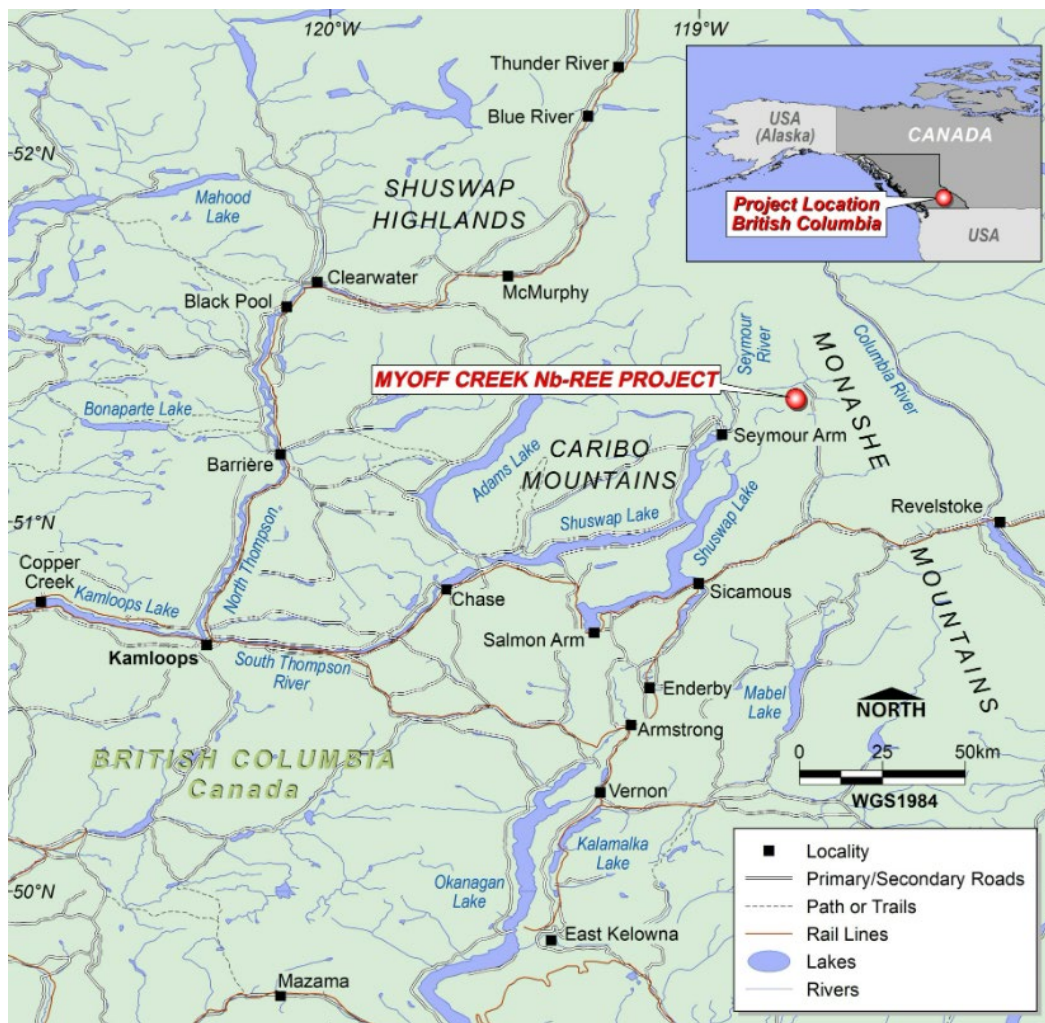 120°W
119°W
Thunder River
Blue River
52°N
USA
(Alaska)
CANADA
Project Location
British Columbia
USA
Mahood
Lake
SHUSWAP
HIGHLANDS
Clearwater
McMurphy
Black Pool
Seymour
River
Columbia River
MONASHE
MOUNTAINS
MYOFF CREEK Nb-REE PROJECT
Bonaparte Lake
Barrière
Adams Lake
CARIBO
MOUNTAINS
Seymour Arm
Shuswap Lake
Shuswap Lake
Revelstoke
51°N
Copper
Creek
Kamloops Lake
North Thompson
Chase
Sicamous
Kamloops
South Thompson
River
Salmon Arm
Enderby
Mabel
Lake
Armstrong
NORTH
0 25 50km
WGS1984
BRITISH COLUMBIA
Canada
Vernon
Kalamalka
Lake
Okanagan
Lake
50°N
East Kelowna
Mazama
Locality
Primary/Secondary Roads
Path or Trails
Rail Lines
Lakes
Rivers